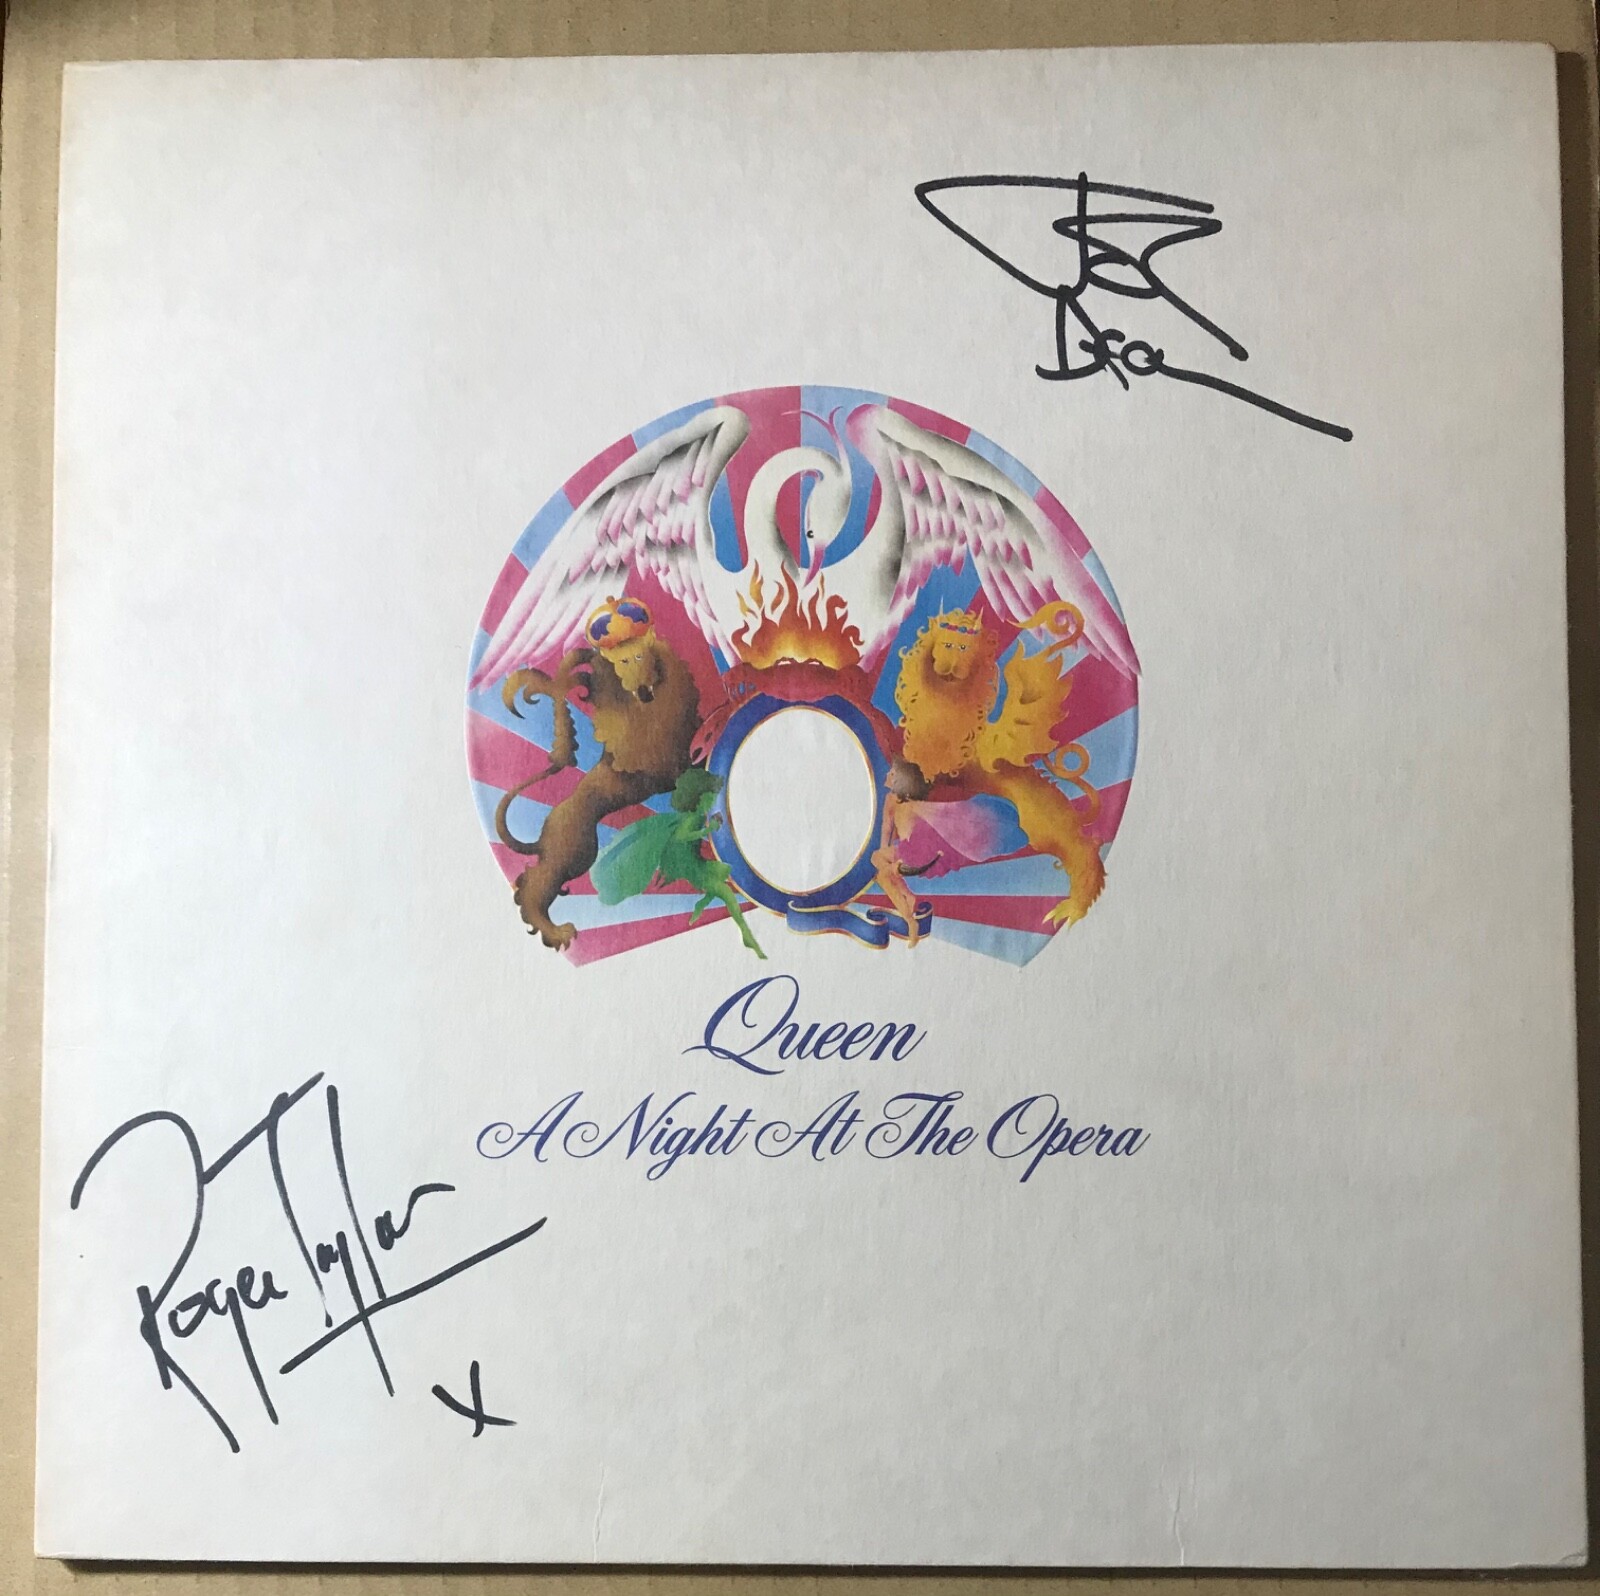 Queen
A Night At The Opera
Roger Taylor
X